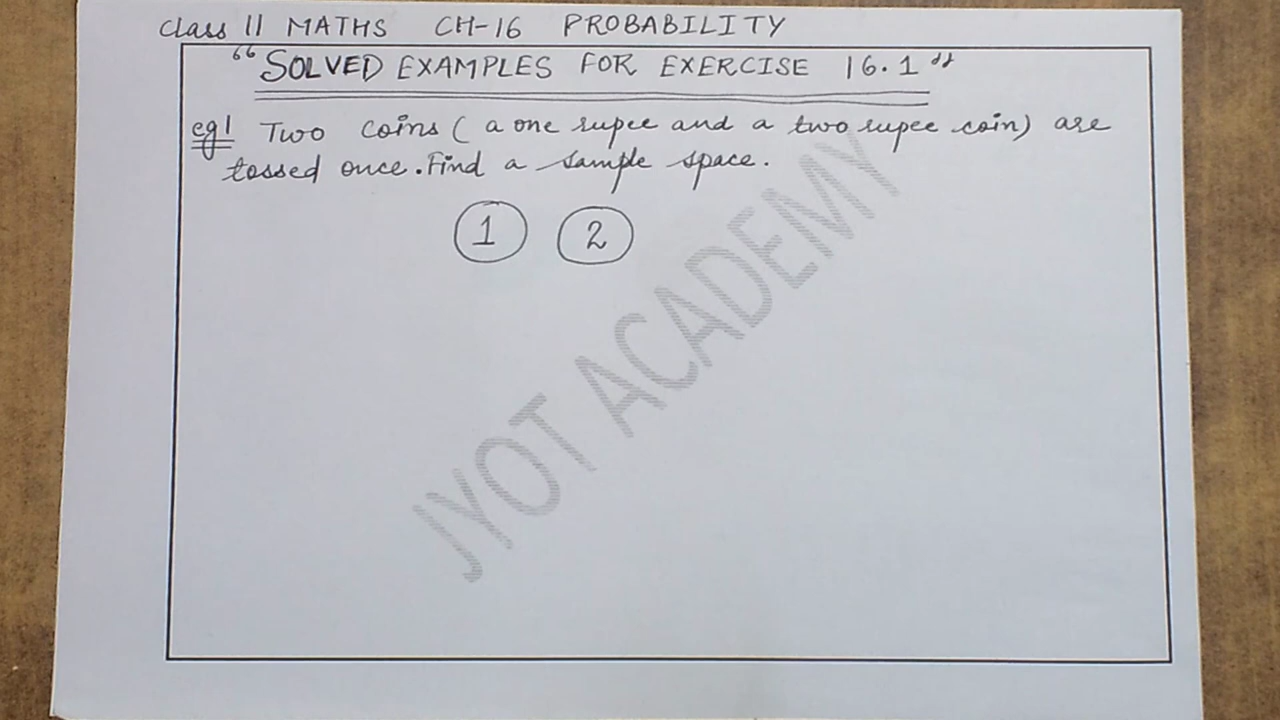 Class 11 MATHS CH-16 PROBABILITY
“SOLVED EXAMPLES FOR EXERCISE 16.1”
eg1 Two coins ( a one rupee and a two rupee coin) are
tossed once. Find a sample space.
1 2
JYOT ACADEMY